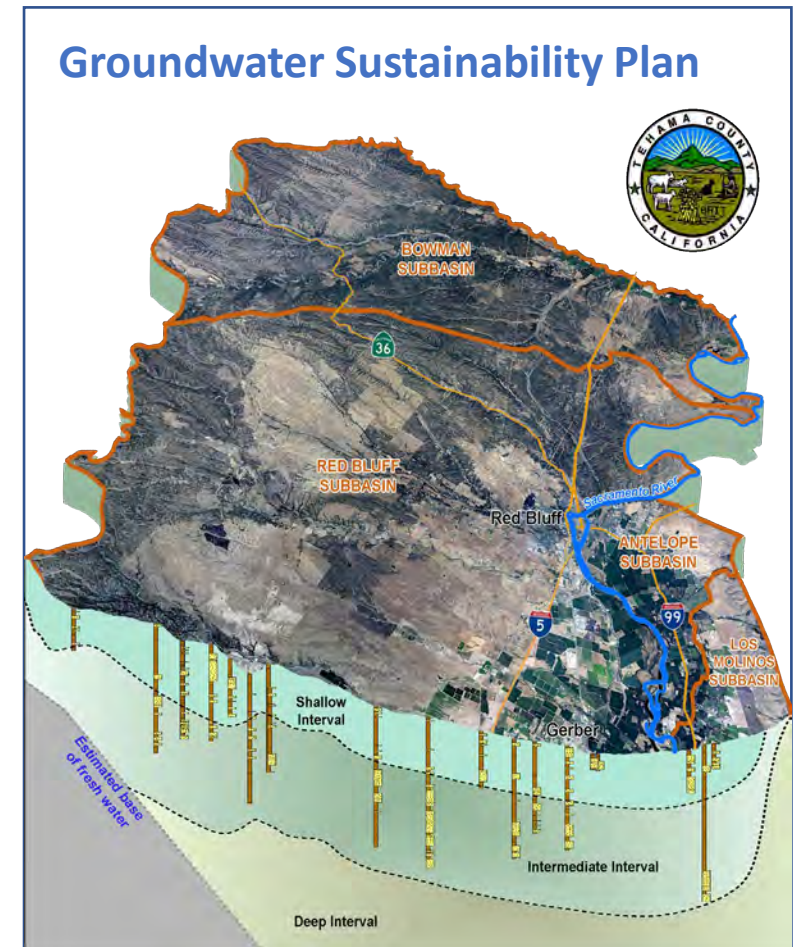 Groundwater Sustainability Plan
TEHAMA COUNTY
CALIFORNIA
BOWMAN
SUBBASIN
36
RED BLUFF
SUBBASIN
Red Bluff
Sacramento River
ANTELOPE
SUBBASIN
5
99
LOS
MOLINOS
SUBBASIN
Shallow
Interval
Gerber
Estimated base
of fresh water
Intermediate Interval
Deep Interval